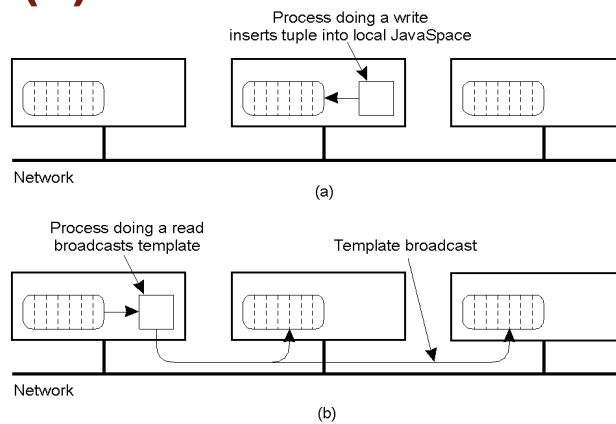 Process doing a write
inserts tuple into local JavaSpace
Network
(a)
Process doing a read
broadcasts template
Template broadcast
Network
(b)